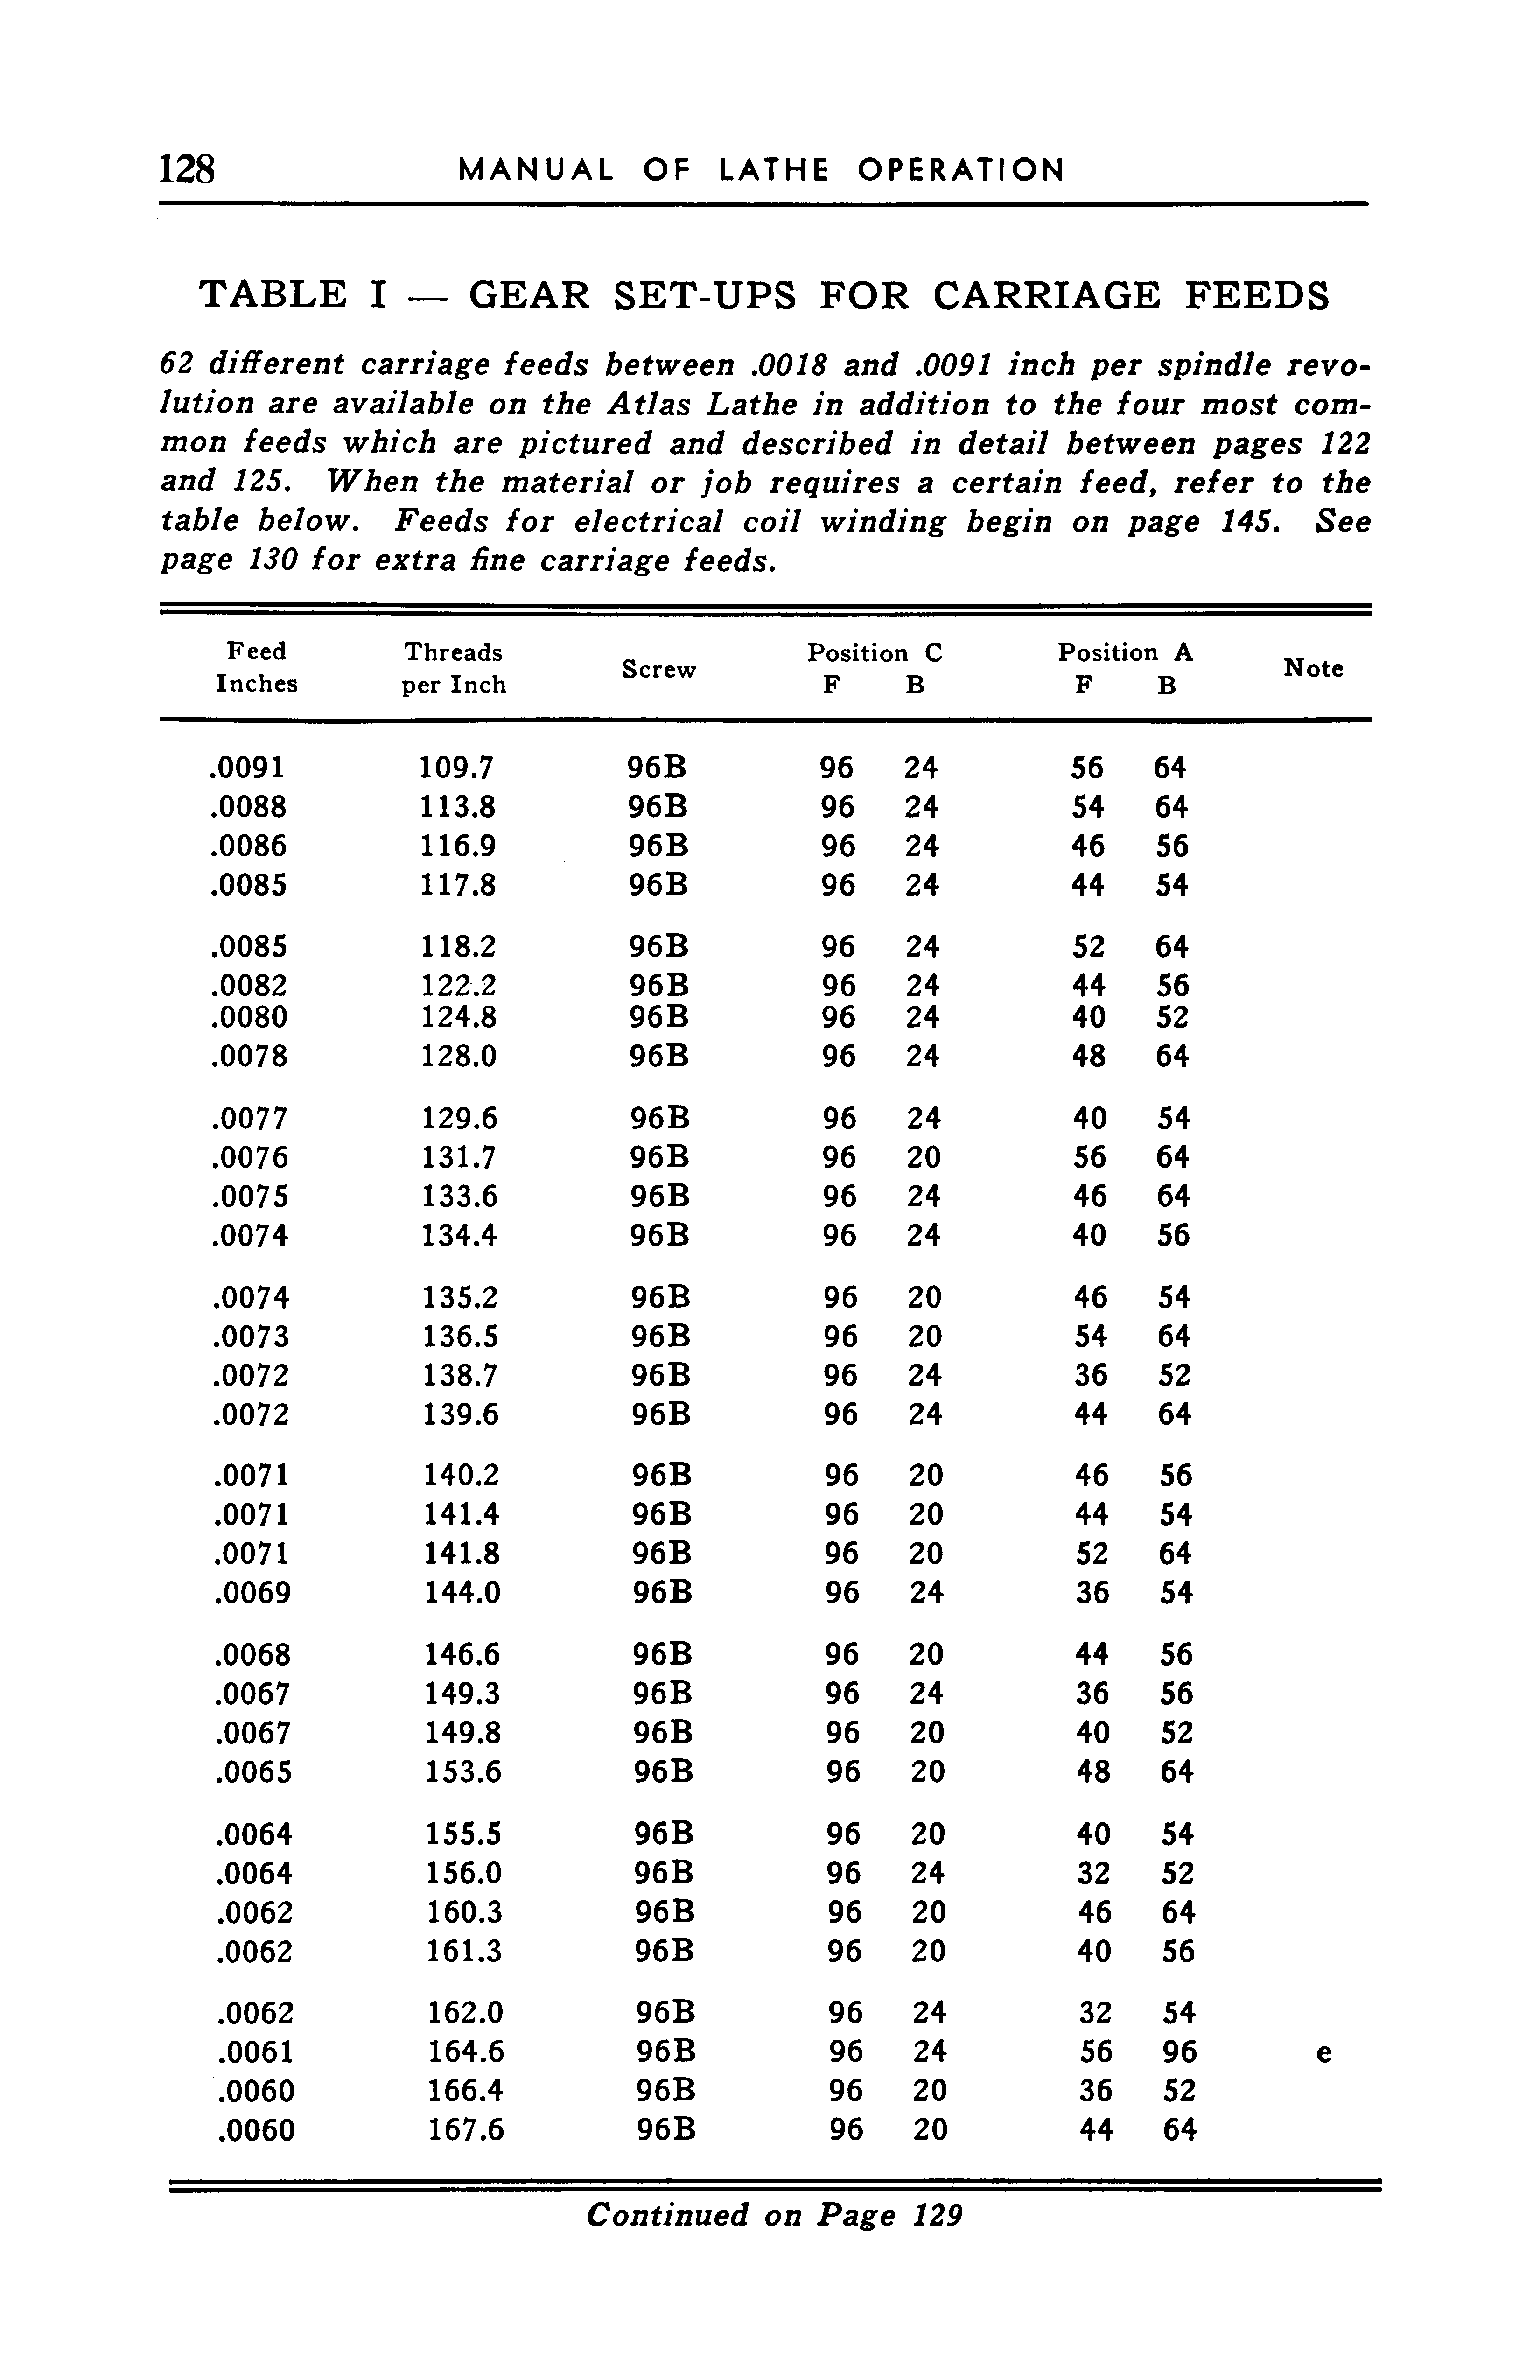 128 MANUAL OF LATHE OPERATION
TABLE I — GEAR SET-UPS FOR CARRIAGE FEEDS
62 different carriage feeds between .0018 and .0091 inch per spindle revo-
lution are available on the Atlas Lathe in addition to the four most com-
mon feeds which are pictured and described in detail between pages 122
and 125. When the material or job requires a certain feed, refer to the
table below. Feeds for electrical coil winding begin on page 145. See
page 130 for extra fine carriage feeds.
Feed Threads Screw Position C Position A Note
Inches per Inch F B F B
.0091 109.7 96B 96 24 56 64
.0088 113.8 96B 96 24 54 64
.0086 116.9 96B 96 24 46 56
.0085 117.8 96B 96 24 44 54
.0085 118.2 96B 96 24 52 64
.0082 122.2 96B 96 24 44 56
.0080 124.8 96B 96 24 40 52
.0078 128.0 96B 96 24 48 64
.0077 129.6 96B 96 24 40 54
.0076 131.7 96B 96 20 56 64
.0075 133.6 96B 96 24 46 64
.0074 134.4 96B 96 24 40 56
.0074 135.2 96B 96 20 46 54
.0073 136.5 96B 96 20 54 64
.0072 138.7 96B 96 24 36 52
.0072 139.6 96B 96 24 44 64
.0071 140.2 96B 96 20 46 56
.0071 141.4 96B 96 20 44 54
.0071 141.8 96B 96 20 52 64
.0069 144.0 96B 96 24 36 54
.0068 146.6 96B 96 20 44 56
.0067 149.3 96B 96 24 36 56
.0067 149.8 96B 96 20 40 52
.0065 153.6 96B 96 20 48 64
.0064 155.5 96B 96 20 40 54
.0064 156.0 96B 96 24 32 52
.0062 160.3 96B 96 20 46 64
.0062 161.3 96B 96 20 40 56
.0062 162.0 96B 96 24 32 54
.0061 164.6 96B 96 24 56 96 e
.0060 166.4 96B 96 20 36 52
.0060 167.6 96B 96 20 44 64
Continued on Page 129